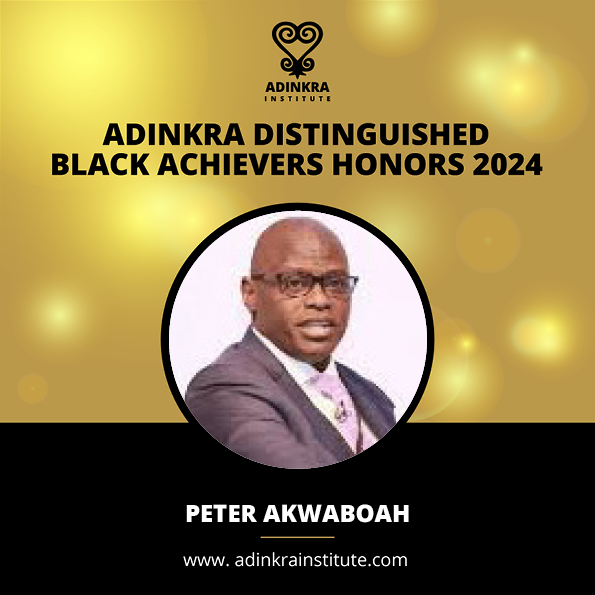 ADINKRA
INSTITUTE
ADINKRA DISTINGUISHED
BLACK ACHIEVERS HONORS 2024
PETER AKWABOAH
www. adinkrainstitute.com